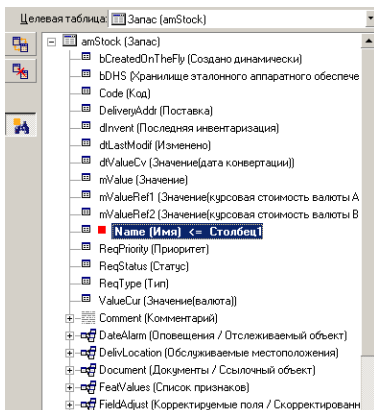 Целевая таблица: Запас (amStock)
amStock (Запас)
bCreatedOnTheFly (Создано динамически)
bDHS (Хранилище эталонного аппаратного обеспече
Code (Код)
DeliveryAddr (Поставка)
dInvent (Последняя инвентаризация)
dtLastModif (Изменено)
dtValueCv (Значение(дата конвертации))
mValue (Значение)
mValueRef1 (Значение(курсовая стоимость валюты А
mValueRef2 (Значение(курсовая стоимость валюты В
Name (Имя) <= Столбец1
ReqPriority (Приоритет)
ReqStatus (Статус)
ReqType (Тип)
ValueCur (Значение(валюта))
Comment (Комментарий)
DateAlarm (Оповещения / Отслеживаемый объект)
DelivLocation (Обслуживаемые местоположения)
Document (Документы / Ссылочный объект)
FeatValues (Список признаков)
FieldAdjust (Корректируемые поля / Скорректированн